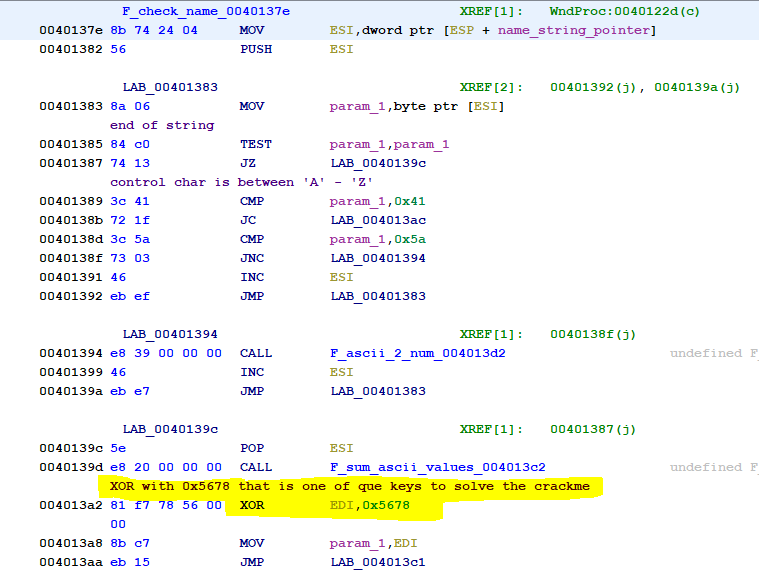 F_check_name_0040137e XREF[1]: WndProc:0040122d(c)
0040137e 8b 74 24 04 MOV ESI,dword ptr [ESP + name_string_pointer]
00401382 56 PUSH ESI
LAB_00401383 XREF[2]: 00401392(j), 0040139a(j)
00401383 8a 06 MOV param_1,byte ptr [ESI]
end of string
00401385 84 c0 TEST param_1,param_1
00401387 74 13 JZ LAB_0040139c
control char is between 'A' - 'Z'
00401389 3c 41 CMP param_1,0x41
0040138b 72 1f JC LAB_004013ac
0040138d 3c 5a CMP param_1,0x5a
0040138f 73 03 JNC LAB_00401394
00401391 46 INC ESI
00401392 eb ef JMP LAB_00401383
LAB_00401394 XREF[1]: 0040138f(j)
00401394 e8 39 00 00 00 CALL F_ascii_2_num_004013d2 undefined F_
00401399 46 INC ESI
0040139a eb e7 JMP LAB_00401383
LAB_0040139c XREF[1]: 00401387(j)
0040139c 5e POP ESI
0040139d e8 20 00 00 00 CALL F_sum_ascii_values_004013c2 undefined F_
XOR with 0x5678 that is one of que keys to solve the crackme
004013a2 81 f7 78 56 00 XOR EDI,0x5678
00
004013a8 8b c7 MOV param_1,EDI
004013aa eb 15 JMP LAB_004013c1